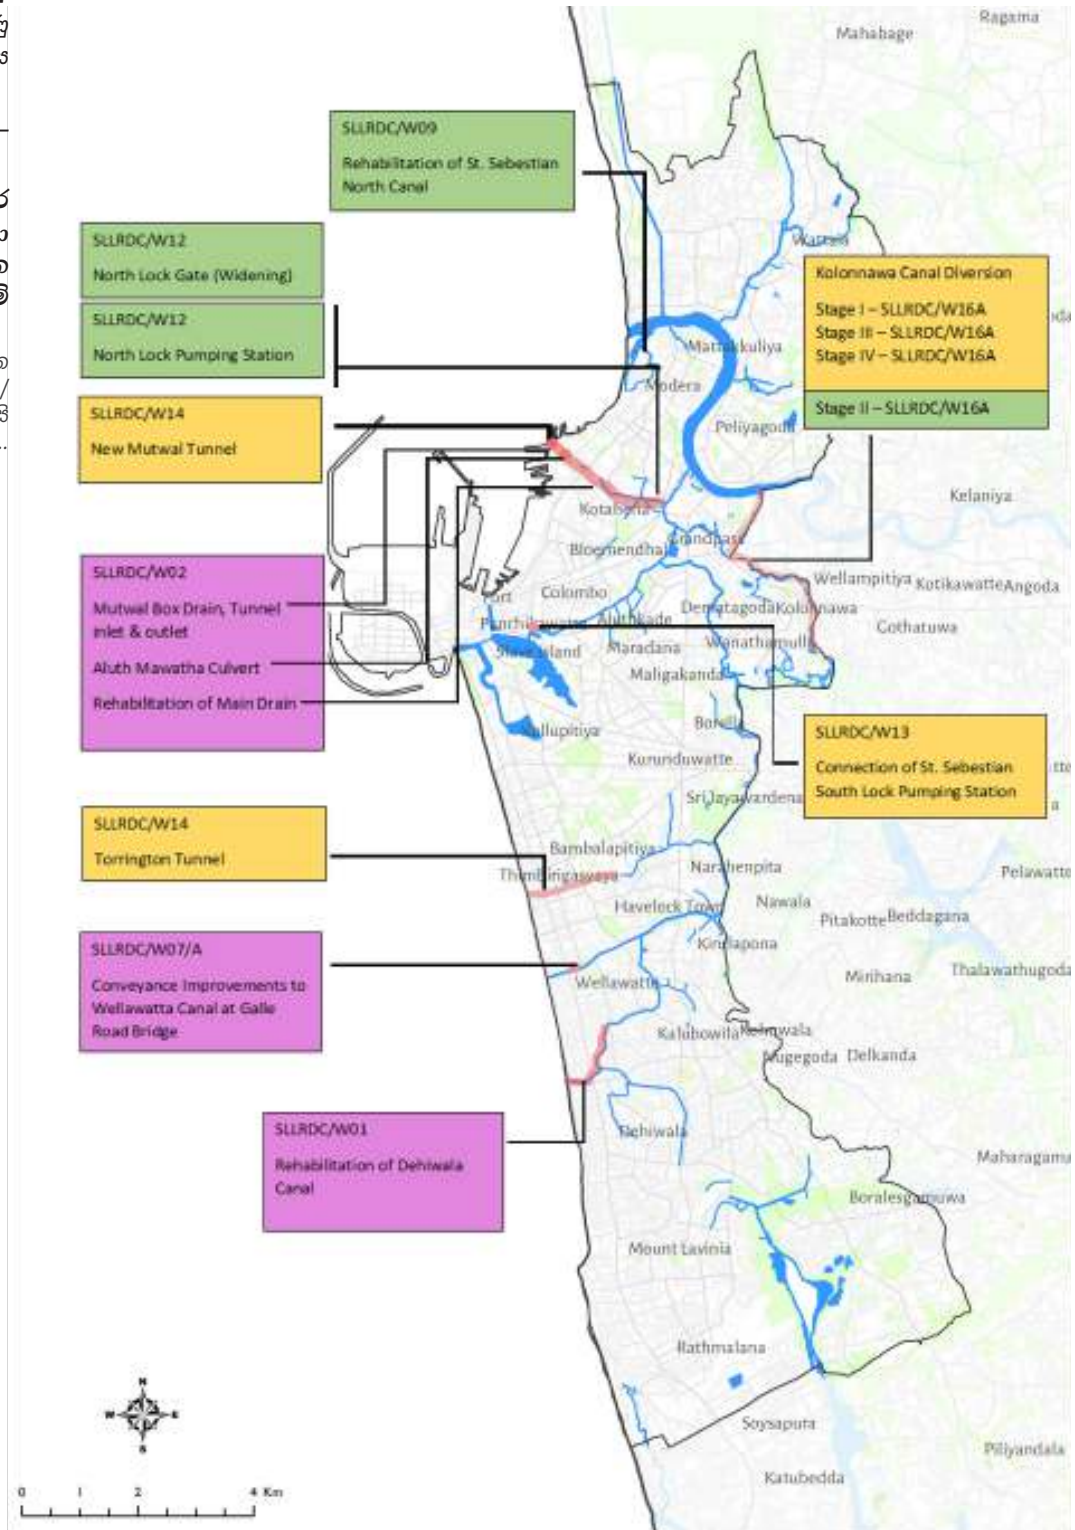 Ragama
Mahabage
SLLRDC/W09
Rehabilitation of St. Sebestian
North Canal
SLLRDC/W12
North Lock Gate (Widening)
SLLRDC/W12
North Lock Pumping Station
Kolonnawa Canal Diversion
Stage I – SLLRDC/W16A
Stage III – SLLRDC/W16A
Stage IV – SLLRDC/W16A
Stage II – SLLRDC/W16A
Mattakkuliya
Modera
Peliyagoda
SLLRDC/W14
New Mutwal Tunnel
Kelaniya
Kotahena
Grandpass
Bloemendhal
SLLRDC/W02
Mutwal Box Drain, Tunnel
inlet & outlet
Aluth Mawatha Culvert
Rehabilitation of Main Drain
Wellampitiya
Kotikawatte
Angoda
Colombo
Dematagoda
Kolonnawa
Gothatuwa
Aluthkade
Slave Island
Maradana
Wanathamulla
Maligakanda
Borella
Kollupitiya
Kurunduwatte
SLLRDC/W13
Connection of St. Sebestian
South Lock Pumping Station
Sri Jayawardena
SLLRDC/W14
Torrington Tunnel
Bambalapitiya
Thimbirigasyaya
Narahenpita
Pelawatte
Havelock Town
Nawala
Pitakotte
Beddagana
SLLRDC/W07/A
Conveyance Improvements to
Wellawatta Canal at Galle
Road Bridge
Kirulapona
Mirihana
Thalawathugoda
Wellawatte
Kalubowila
Kohuwala
Nugegoda
Delkanda
SLLRDC/W01
Rehabilitation of Dehiwala
Canal
Dehiwala
Maharagama
Boralesgamuwa
Mount Lavinia
Rathmalana
N
W
E
S
Soysapura
Piliyandala
Katubedda
0 1 2 4 Km